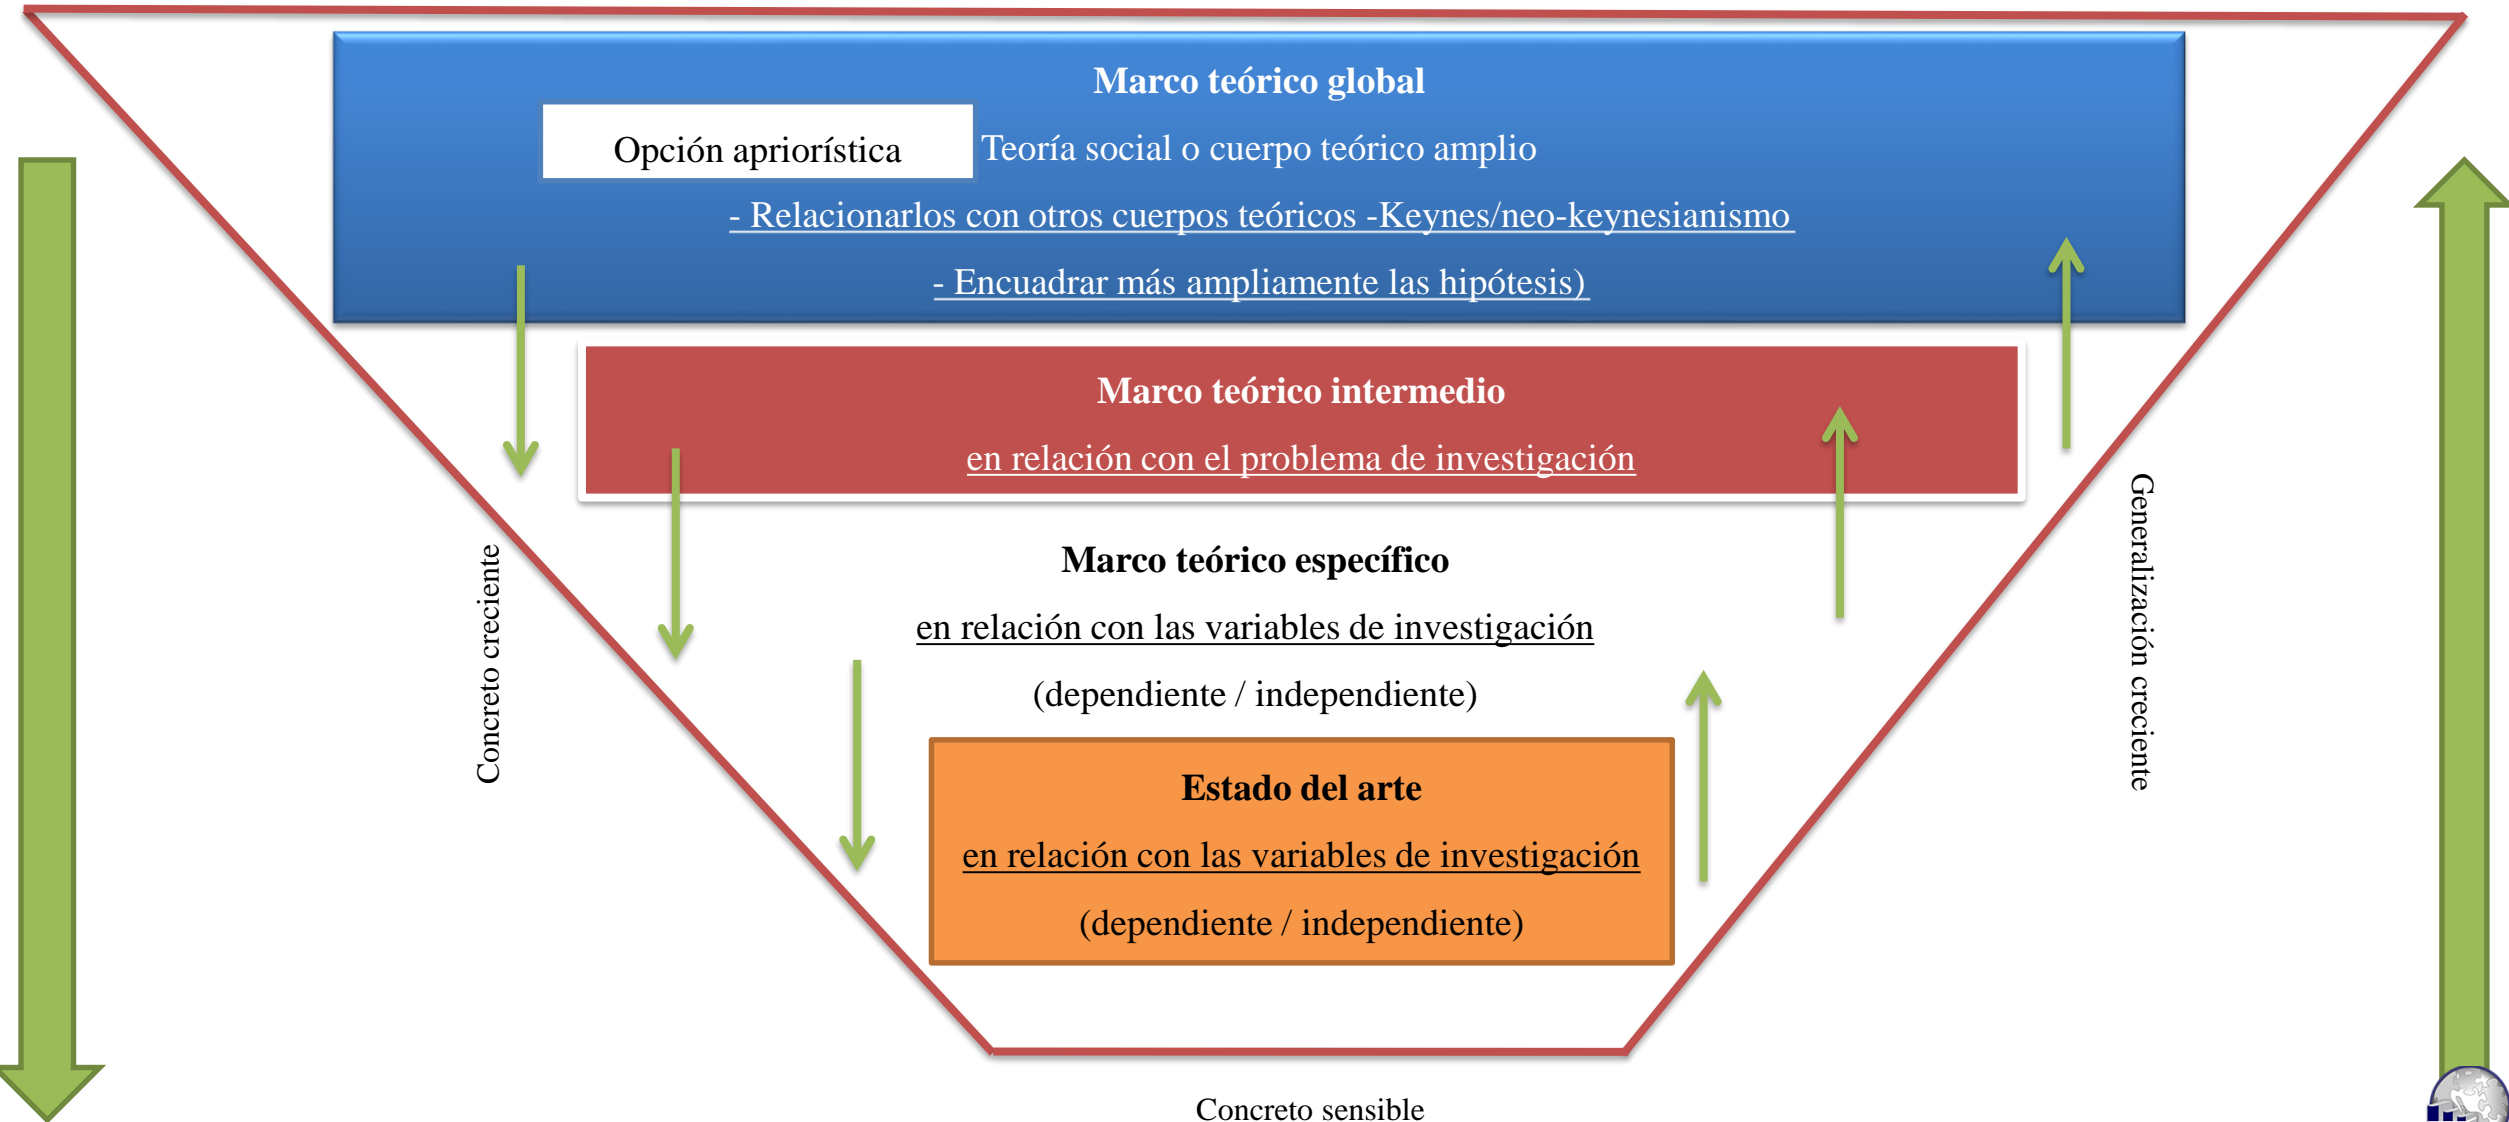 Marco teórico global
Opción apriorística
Teoría social o cuerpo teórico amplio
- Relacionarlos con otros cuerpos teóricos -Keynes/neo-keynesianismo
- Encuadrar más ampliamente las hipótesis)
Marco teórico intermedio
en relación con el problema de investigación
Concreto creciente
Generalización creciente
Marco teórico específico
en relación con las variables de investigación
(dependiente / independiente)
Estado del arte
en relación con las variables de investigación
(dependiente / independiente)
Concreto sensible